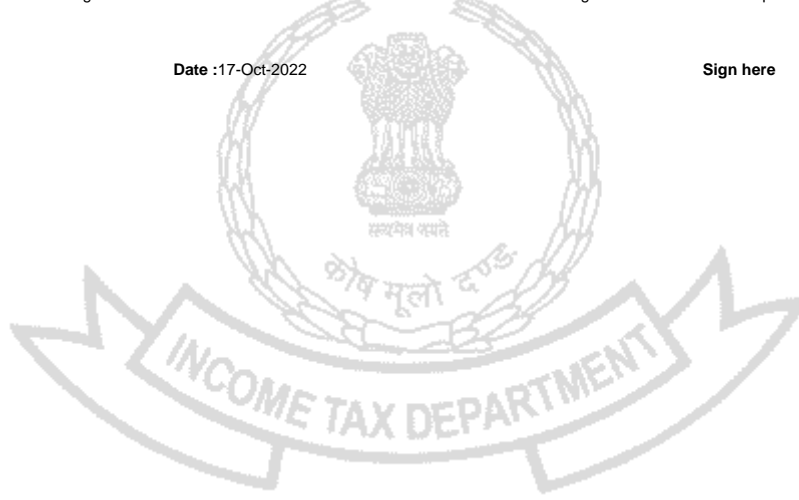 Date :17-Oct-2022 Sign here
सत्यमेव जयते
कोष मूलो दण्ड:
INCOME TAX DEPARTMENT